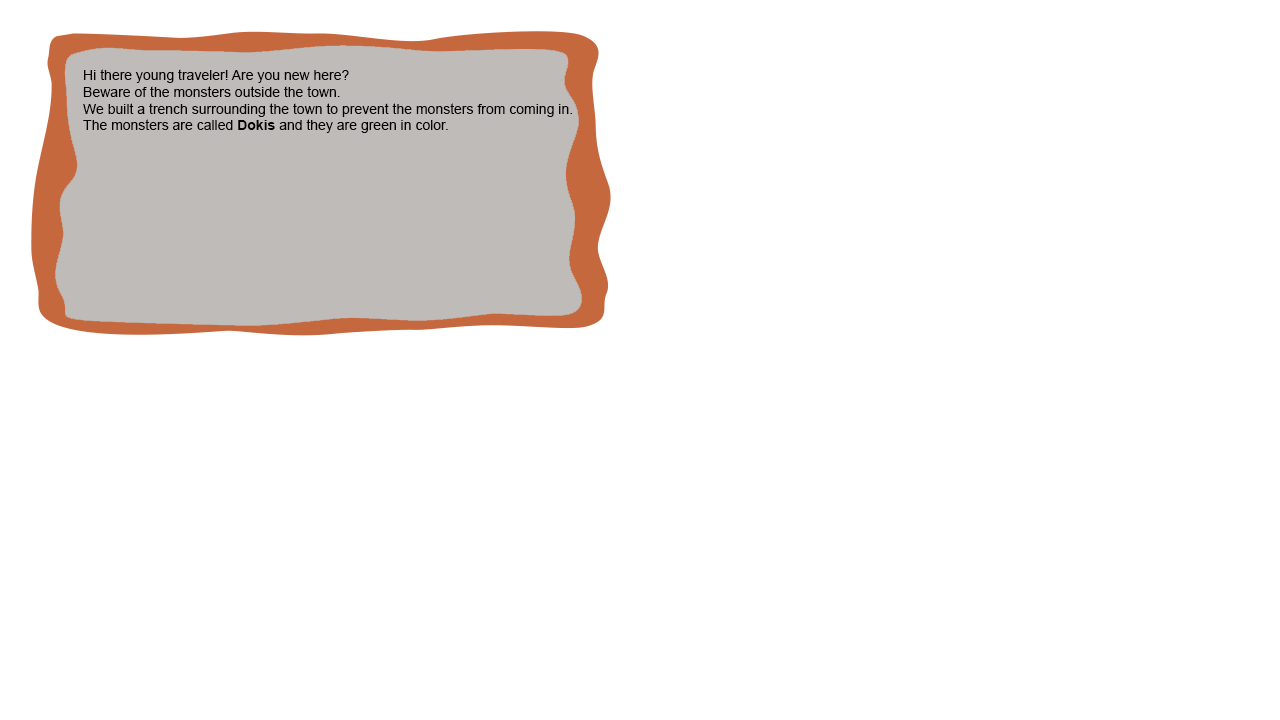 Hi there young traveler! Are you new here?
Beware of the monsters outside the town.
We built a trench surrounding the town to prevent the monsters from coming in.
The monsters are called Dokis and they are green in color.